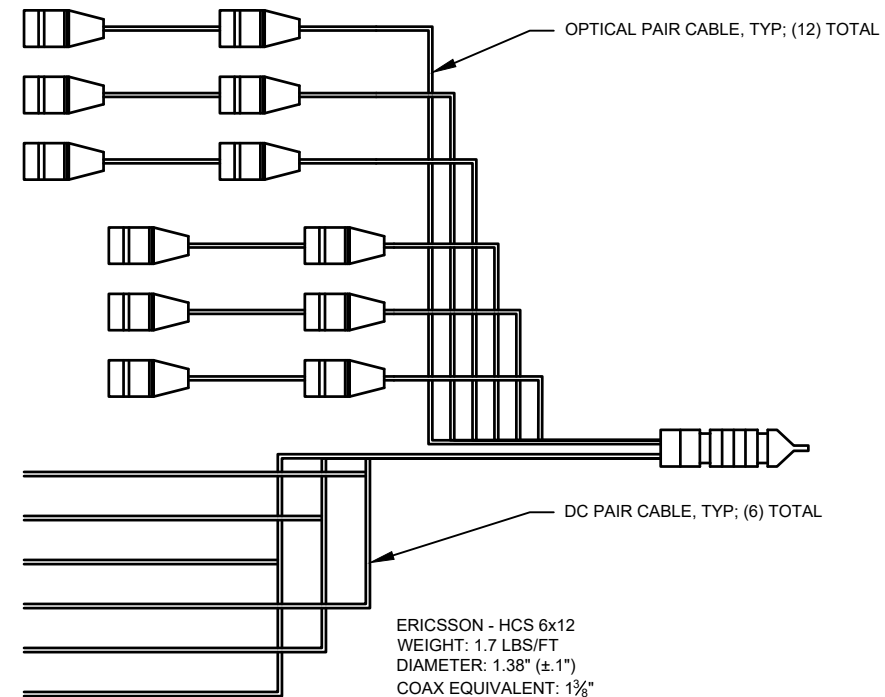 OPTICAL PAIR CABLE, TYP; (12) TOTAL
DC PAIR CABLE, TYP; (6) TOTAL
ERICSSON - HCS 6x12
WEIGHT: 1.7 LBS/FT
DIAMETER: 1.38" (±.1")
COAX EQUIVALENT: 1⅜"